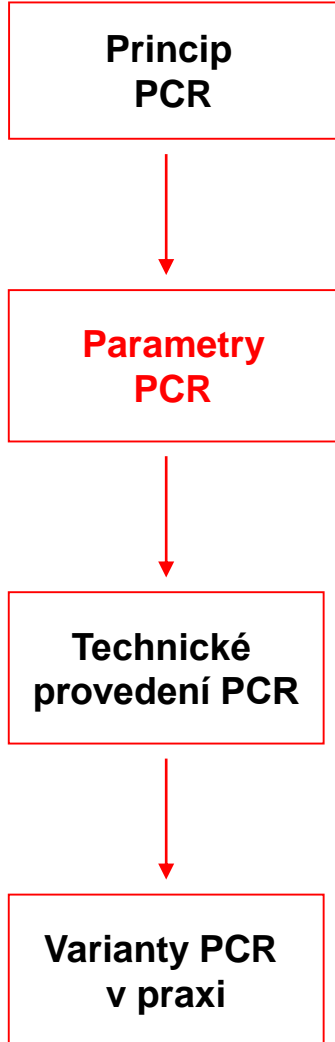 Princip
PCR
Parametry
PCR
Technické
provedení PCR
Varianty PCR
v praxi